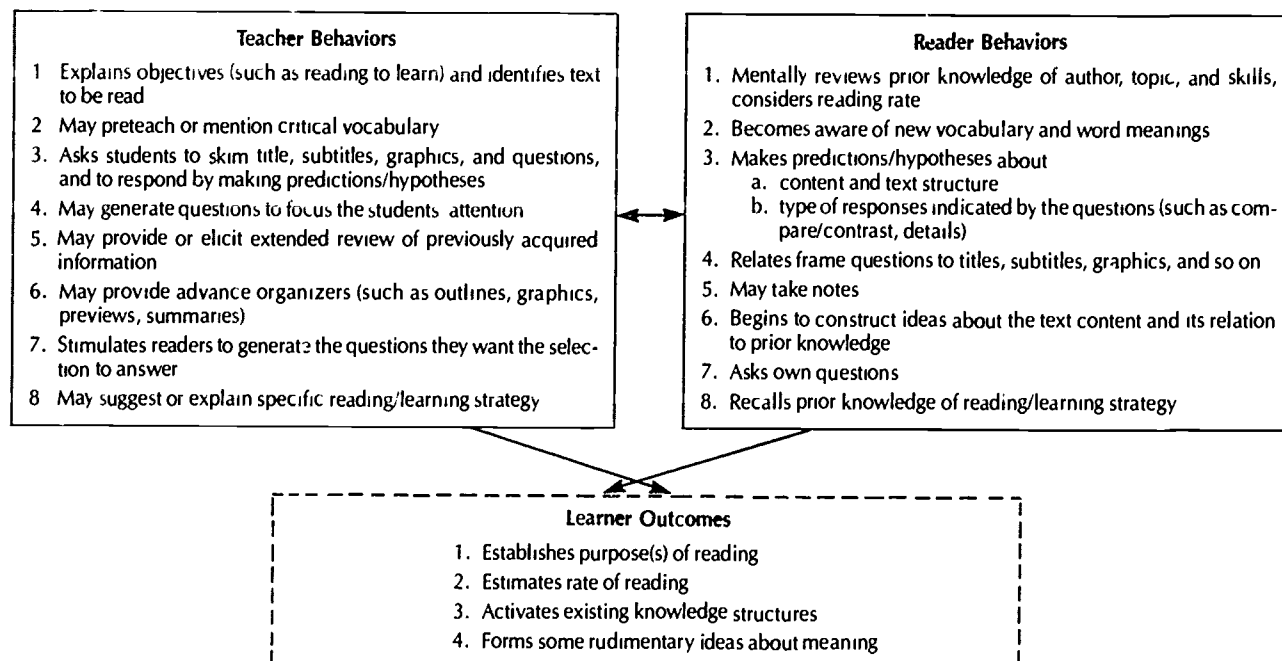 Teacher Behaviors
1 Explains objectives (such as reading to learn) and identifies text
to be read
2 May preteach or mention critical vocabulary
3. Asks students to skim title, subtitles, graphics, and questions,
and to respond by making predictions/hypotheses
4. May generate questions to focus the students attention
5. May provide or elicit extended review of previously acquired
information
6. May provide advance organizers (such as outlines, graphics,
previews, summaries)
7. Stimulates readers to generate the questions they want the selec-
tion to answer
8 May suggest or explain specific reading/learning strategy
Reader Behaviors
1. Mentally reviews prior knowledge of author, topic, and skills,
considers reading rate
2. Becomes aware of new vocabulary and word meanings
3. Makes predictions/hypotheses about
a. content and text structure
b. type of responses indicated by the questions (such as com-
pare/contrast, details)
4. Relates frame questions to titles, subtitles, graphics, and so on
5. May take notes
6. Begins to construct ideas about the text content and its relation
to prior knowledge
7. Asks own questions
8. Recalls prior knowledge of reading/learning strategy
Learner Outcomes
1. Establishes purpose(s) of reading
2. Estimates rate of reading
3. Activates existing knowledge structures
4. Forms some rudimentary ideas about meaning